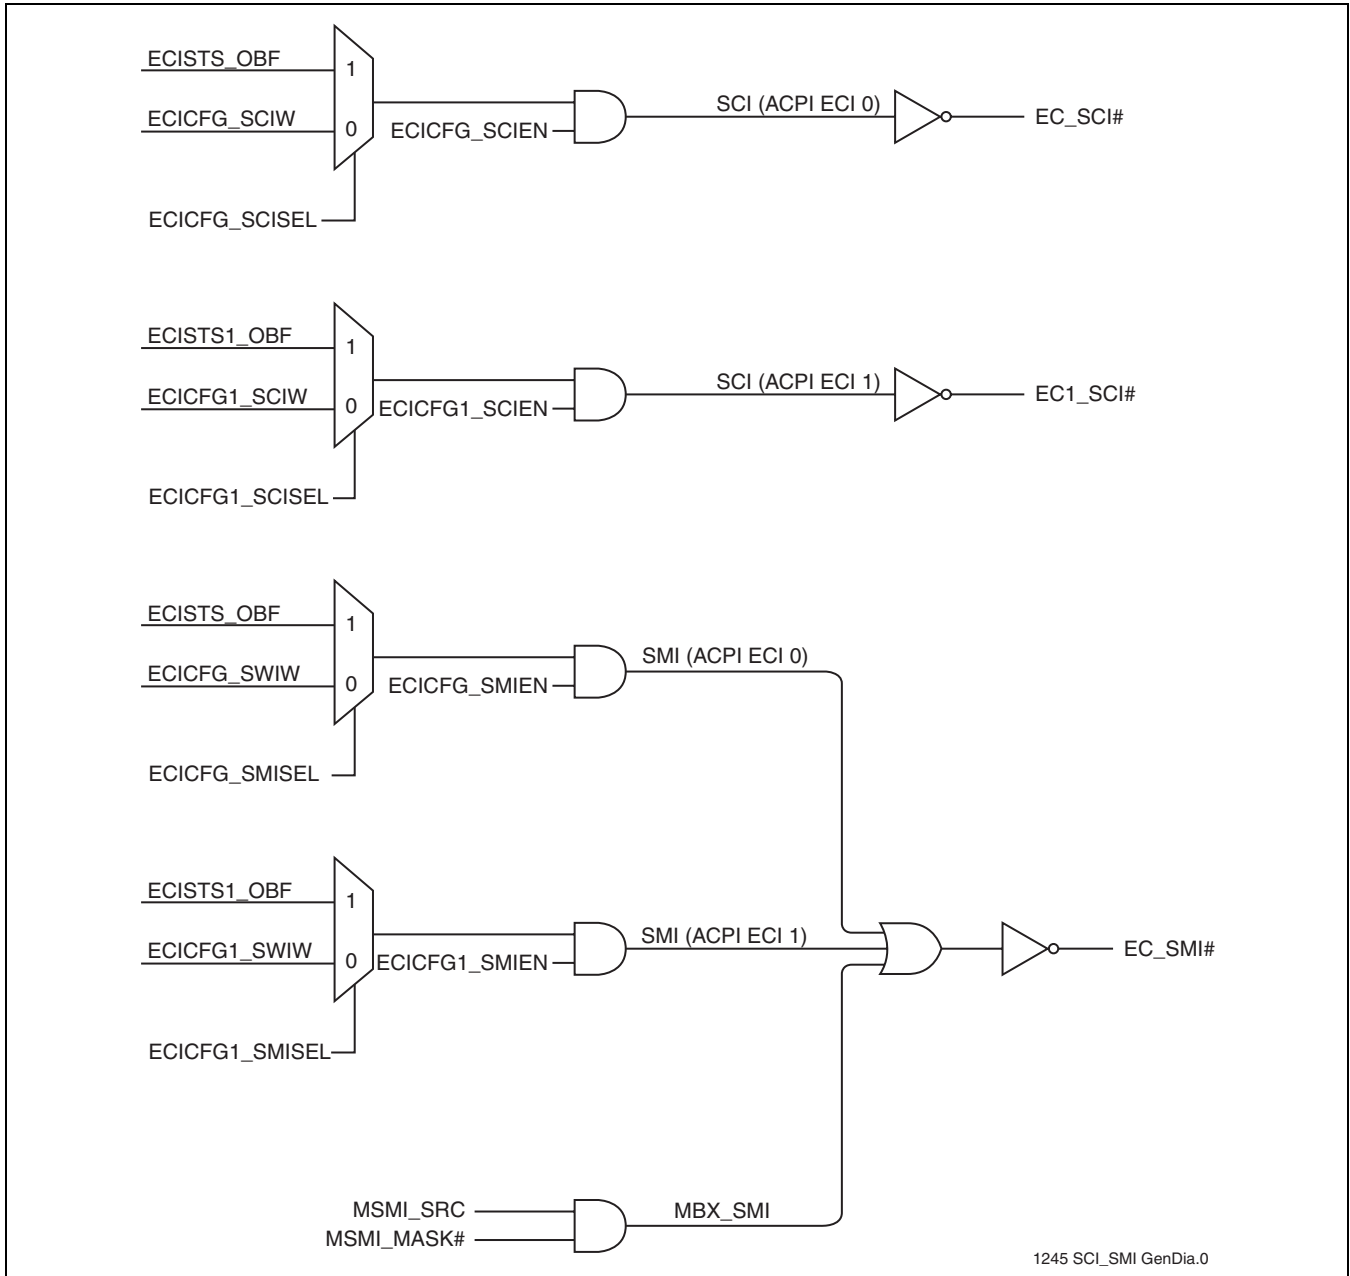 ECISTS_OBF
1
SCI (ACPI ECI 0)
ECICFG_SCIW
0
ECICFG_SCIEN
EC_SCI#
ECICFG_SCISEL
ECISTS1_OBF
1
SCI (ACPI ECI 1)
ECICFG1_SCIW
0
ECICFG1_SCIEN
EC1_SCI#
ECICFG1_SCISEL
ECISTS_OBF
1
SMI (ACPI ECI 0)
ECICFG_SWIW
0
ECICFG_SMIEN
ECICFG_SMISEL
ECISTS1_OBF
1
SMI (ACPI ECI 1)
ECICFG1_SWIW
0
ECICFG1_SMIEN
EC_SMI#
ECICFG1_SMISEL
MSMI_SRC
MBX_SMI
MSMI_MASK#
1245 SCI_SMI GenDia.0